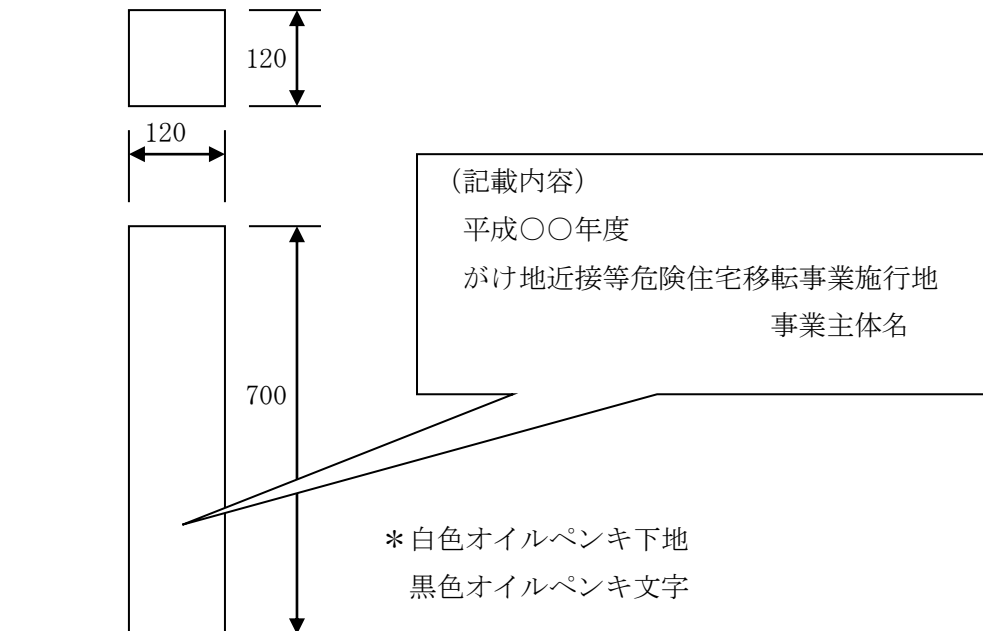 120
120
(記載内容)
平成○○年度
がけ地近接等危険住宅移転事業施行地
事業主体名
700
*白色オイルペンキ下地
黒色オイルペンキ文字